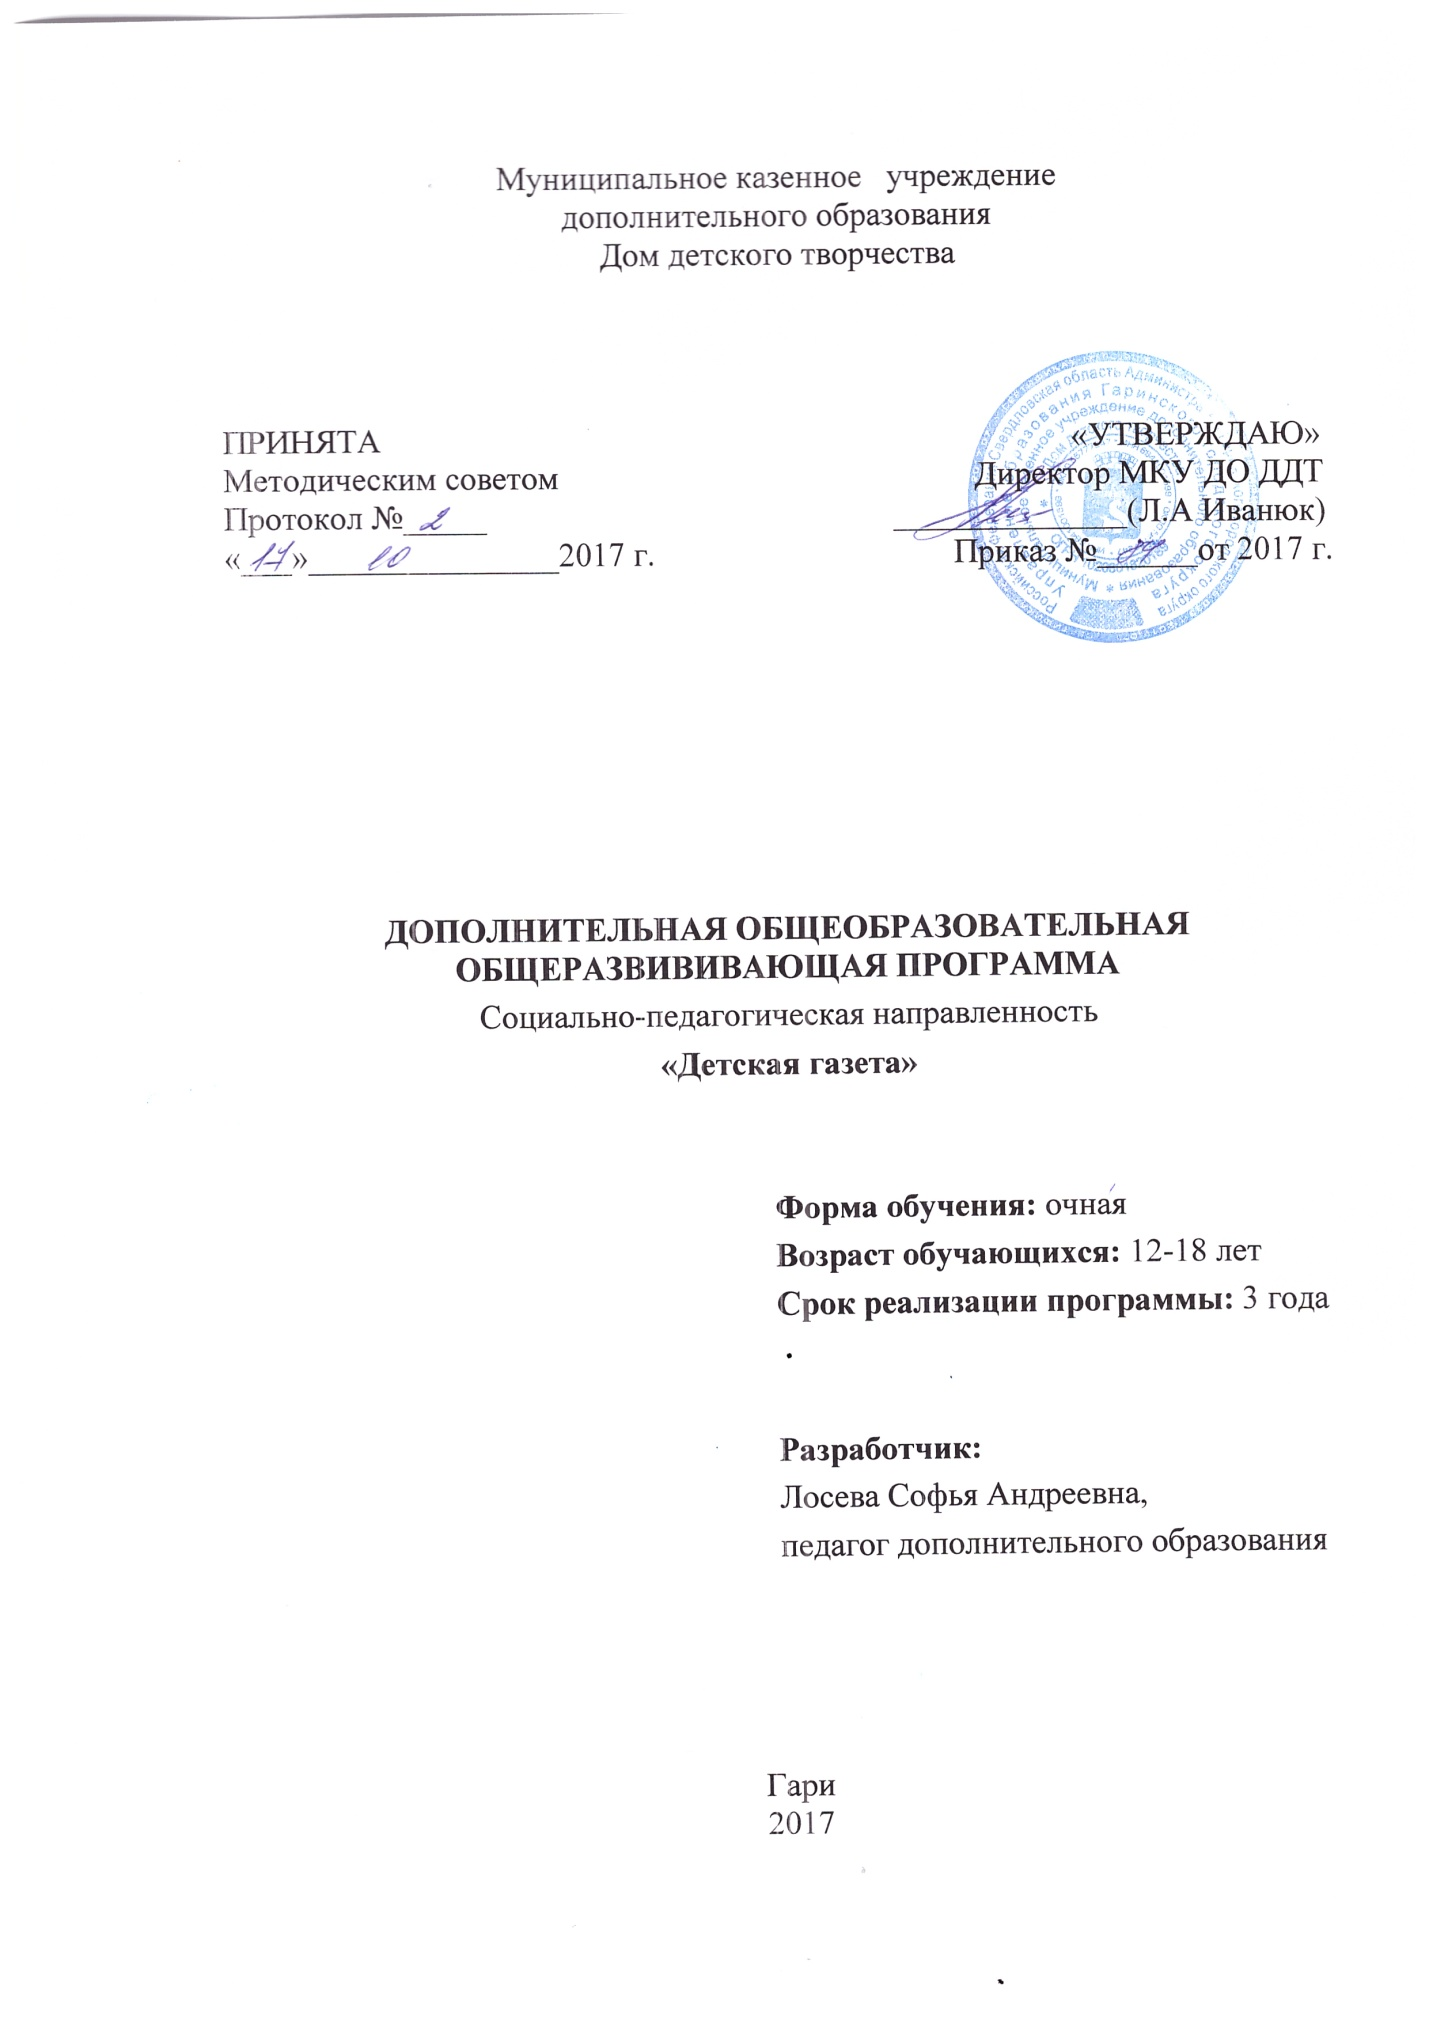 Муниципальное казенное учреждение
дополнительного образования
Дом детского творчества
ПРИНЯТА
Методическим советом
Протокол № 2
« 17 » 10 2017 г.
«УТВЕРЖДАЮ»
Директор МКУ ДО ДДТ
(Л.А Иванюк)
Приказ № от 2017 г.
ДОПОЛНИТЕЛЬНАЯ ОБЩЕОБРАЗОВАТЕЛЬНАЯ
ОБЩЕРАЗВИВИВАЮЩАЯ ПРОГРАММА
Социально-педагогическая направленность
«Детская газета»
Форма обучения: очная
Возраст обучающихся: 12-18 лет
Срок реализации программы: 3 года
Разработчик:
Лосева Софья Андреевна,
педагог дополнительного образования
Гари
2017